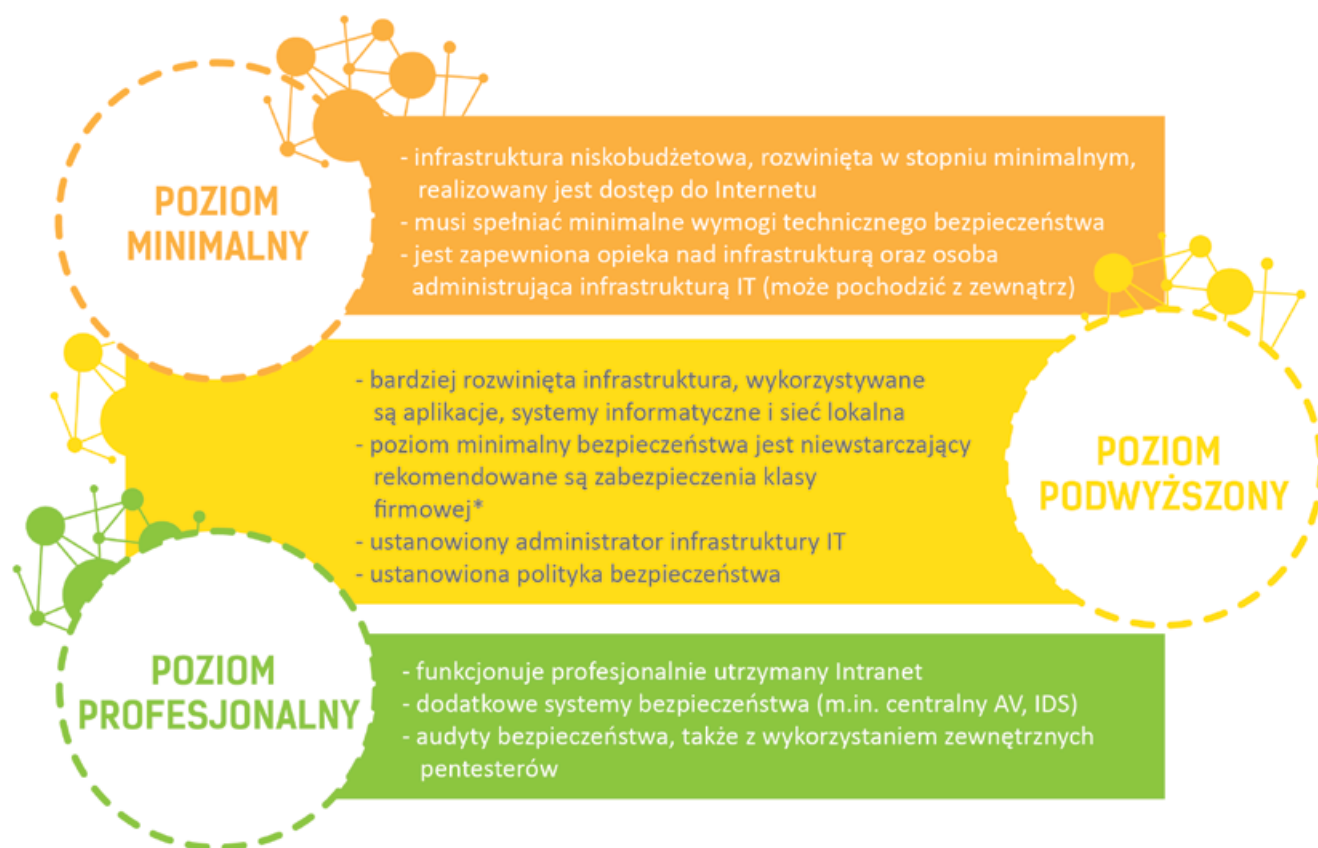 POZIOM
MINIMALNY
- infrastruktura niskobudżetowa, rozwinięta w stopniu minimalnym,
realizowany jest dostęp do Internetu
- musi spełniać minimalne wymogi technicznego bezpieczeństwa
- jest zapewniona opieka nad infrastrukturą oraz osoba
administrująca infrastrukturą IT (może pochodzić z zewnątrz)
- bardziej rozwinięta infrastruktura, wykorzystywane
są aplikacje, systemy informatyczne i sieć lokalna
- poziom minimalny bezpieczeństwa jest niewstarczający
rekomendowane są zabezpieczenia klasy
firmowej*
- ustanowiony administrator infrastruktury IT
- ustanowiona polityka bezpieczeństwa
POZIOM
PODWYŻSZONY
POZIOM
PROFESJONALNY
- funkcjonuje profesjonalnie utrzymany Intranet
- dodatkowe systemy bezpieczeństwa (m.in. centralny AV, IDS)
- audyty bezpieczeństwa, także z wykorzystaniem zewnętrznych
pentesterów